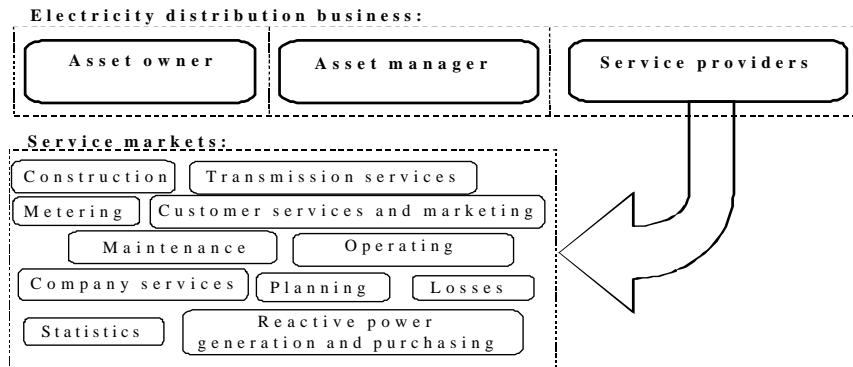 Electricity distribution business:
Asset owner
Asset manager
Service providers
Service markets:
Construction
Transmission services
Metering
Customer services and marketing
Maintenance
Operating
Company services
Planning
Losses
Statistics
Reactive power
generation and purchasing